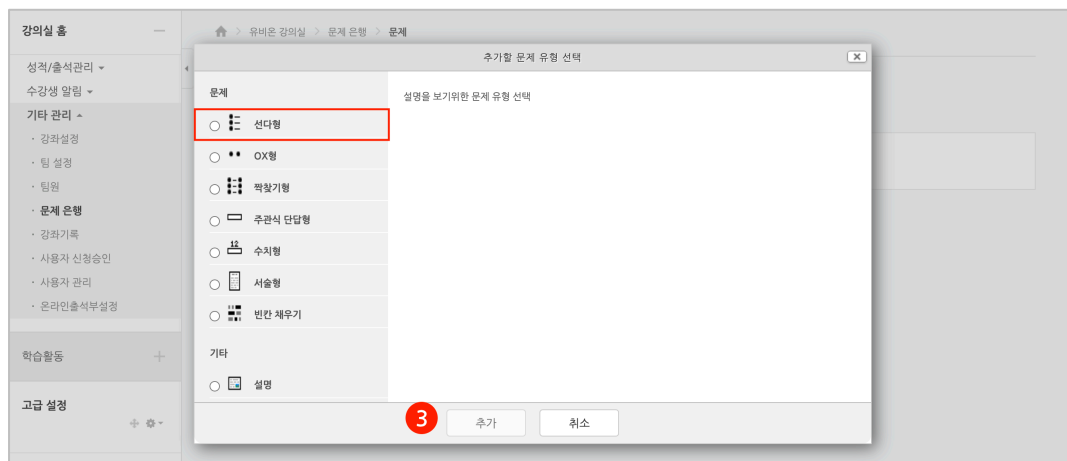 강의실 홈
유비온 강의실 > 문제 은행 > 문제
성적/출석관리
수강생 알림
기타 관리
· 강좌설정
· 팀 설정
· 팀원
· 문제 은행
· 강좌기록
· 사용자 신청승인
· 사용자 관리
· 온라인출석부설정
학습활동
고급 설정
추가할 문제 유형 선택
문제
선다형
OX형
짝찾기형
주관식 단답형
12
수치형
서술형
빈칸 채우기
기타
설명
설명을 보기위한 문제 유형 선택
3
추가
취소